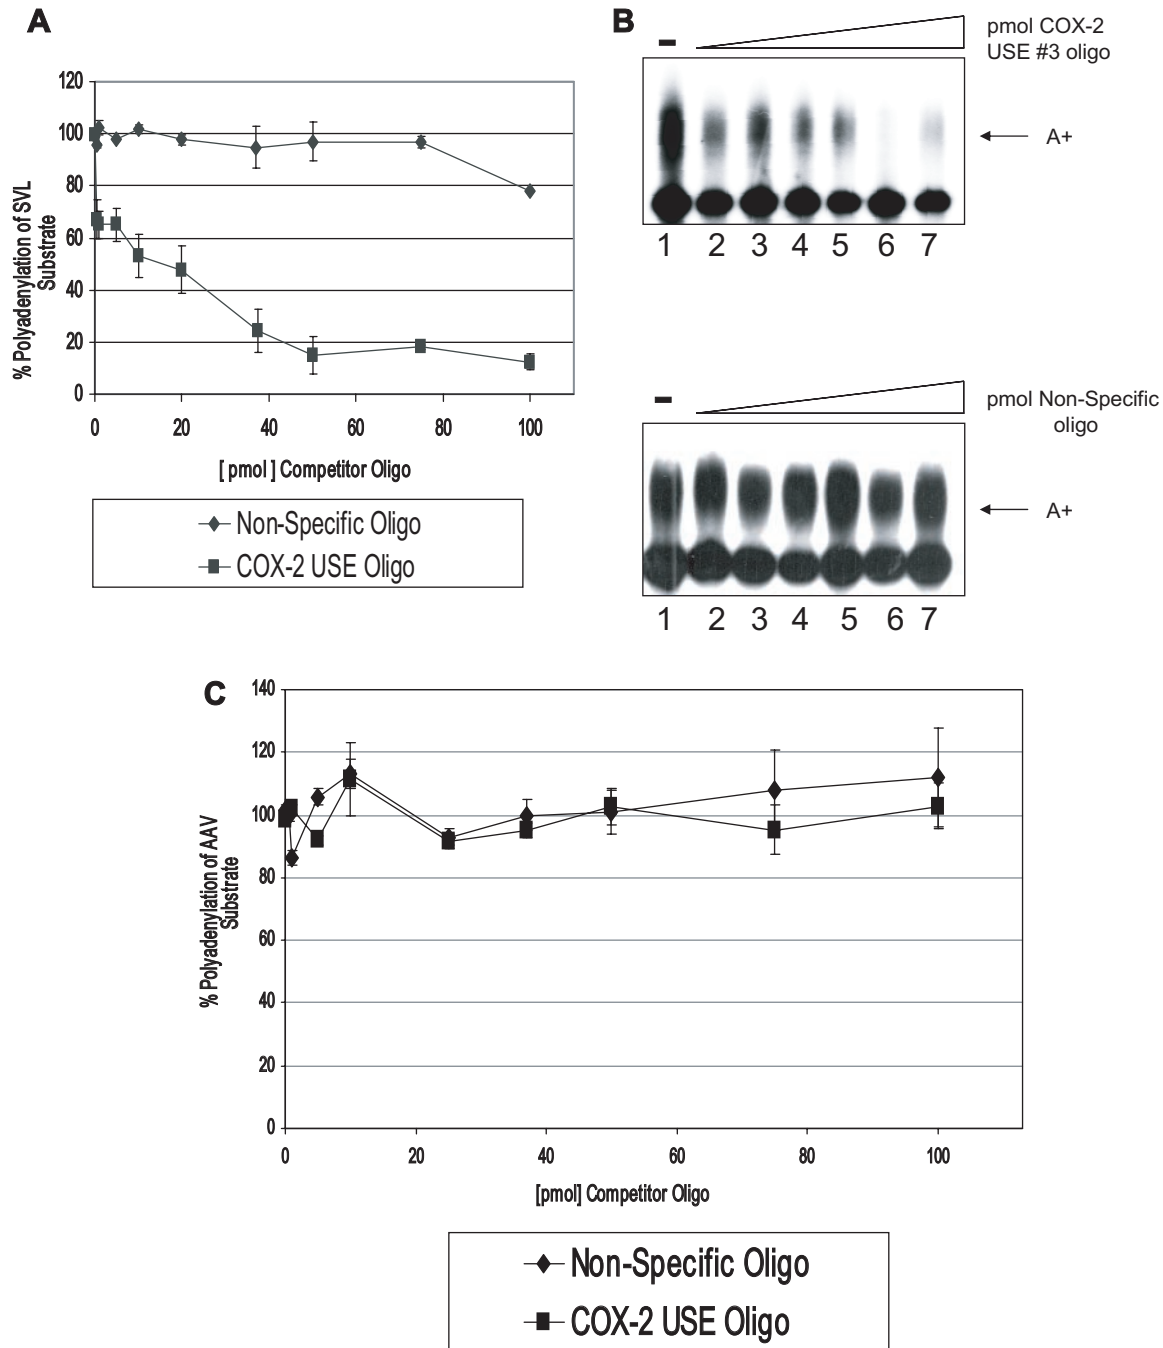 A
120
100
80
60
40
20
0
% Polyadenylation of SVL
Substrate
0 20 40 60 80 100
[ pmol ] Competitor Oligo
Non-Specific Oligo
COX-2 USE Oligo
B
-
pmol COX-2
USE #3 oligo
A+
1 2 3 4 5 6 7
-
pmol Non-Specific
oligo
A+
1 2 3 4 5 6 7
C
140
120
100
80
60
40
20
0
% Polyadenylation of AAV
Substrate
0 20 40 60 80 100
[pmol] Competitor Oligo
Non-Specific Oligo
COX-2 USE Oligo